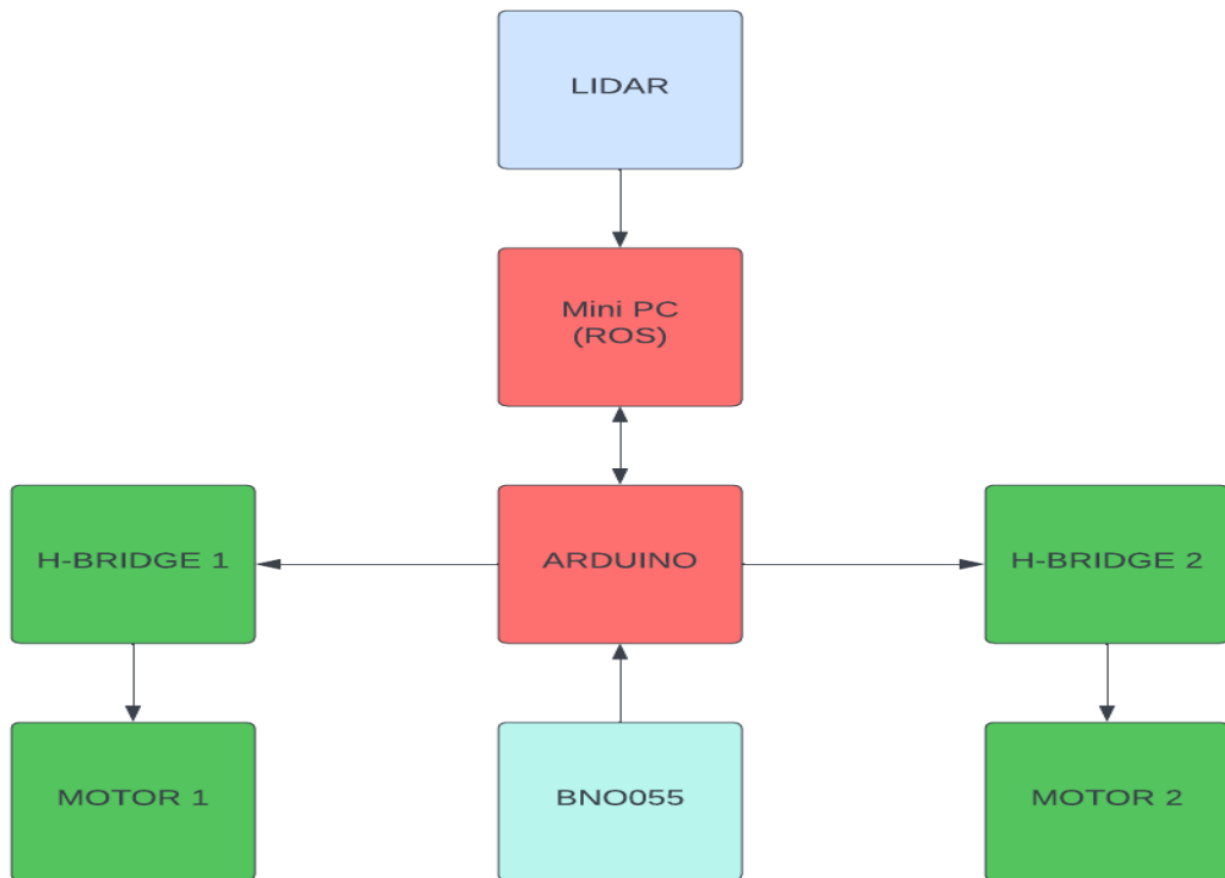 LIDAR
Mini PC
(ROS)
H-BRIDGE 1
ARDUINO
H-BRIDGE 2
MOTOR 1
BNO055
MOTOR 2